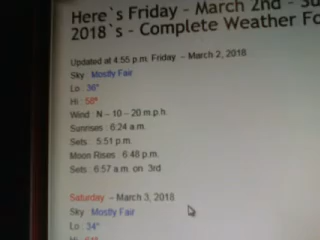 Here`s Friday - March 2nd - Su
2018`s - Complete Weather Fo
Updated at 4:55 p.m. Friday - March 2, 2018
Sky : Mostly Fair
Lo : 36°
Hi : 58°
Wind : N - 10 - 20 m.p.h.
Sunrises : 6:24 a.m.
Sets : 5:51 p.m.
Moon Rises : 6:48 p.m.
Sets : 6:57 a.m. on 3rd
Saturday - March 3, 2018
Sky : Mostly Fair
Lo : 34°
Hi :